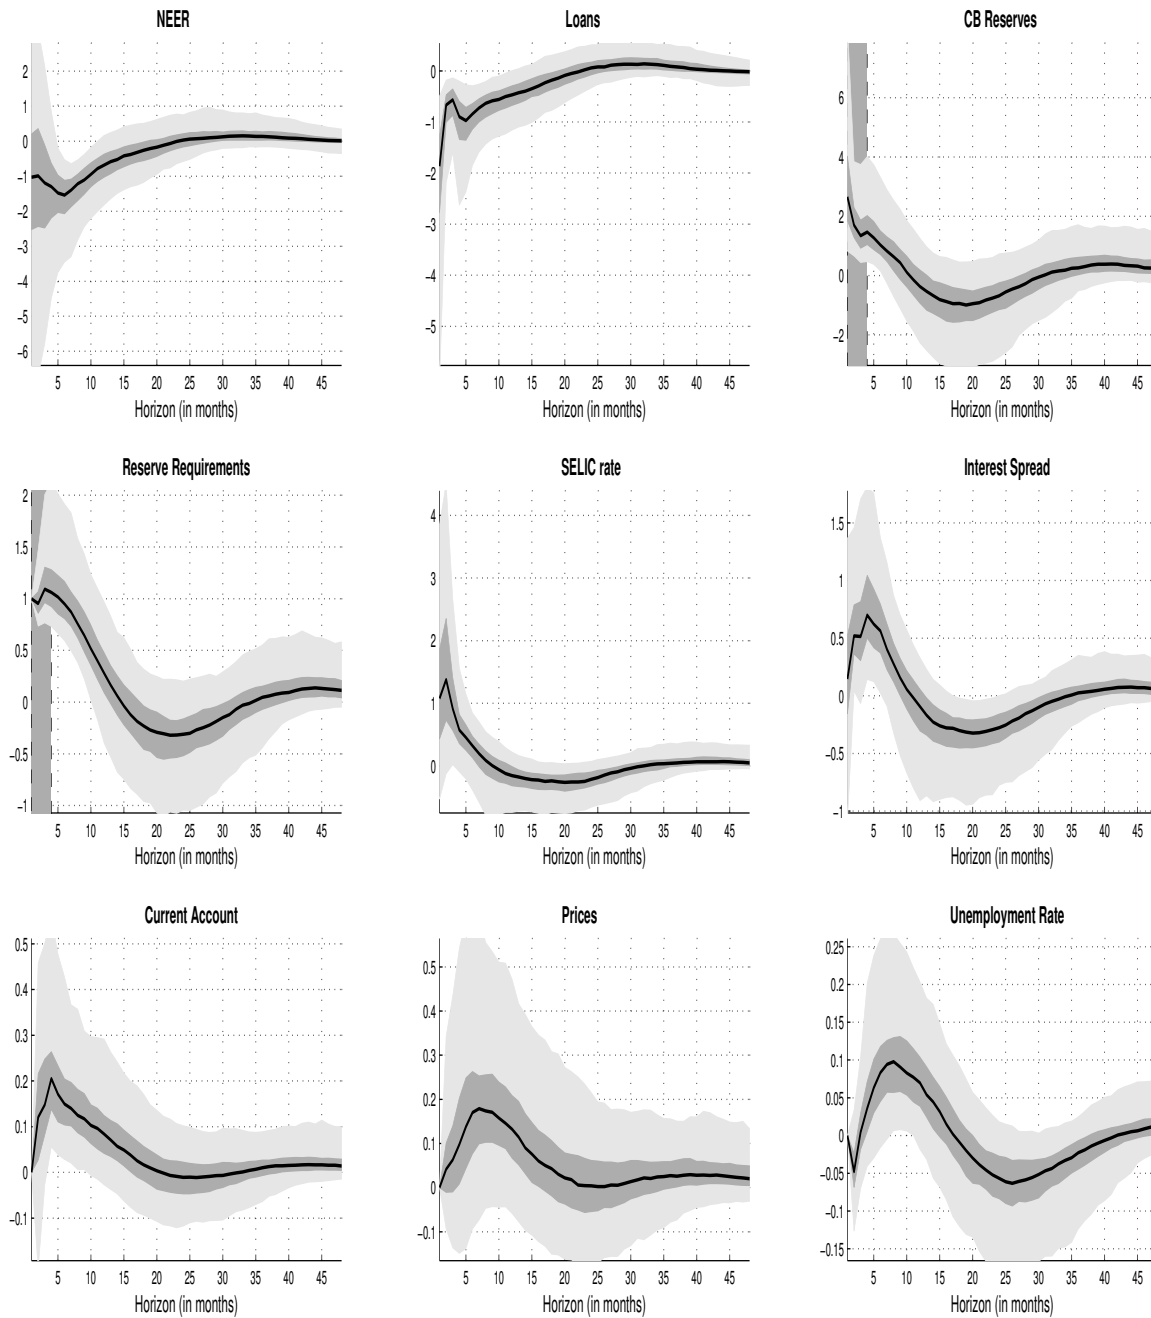 NEER
2
1
0
−1
−2
−3
−4
−5
−6
5 10 15 20 25 30 35 40 45
Horizon (in months)
Loans
0
−1
−2
−3
−4
−5
5 10 15 20 25 30 35 40 45
Horizon (in months)
CB Reserves
6
4
2
0
−2
5 10 15 20 25 30 35 40 45
Horizon (in months)
Reserve Requirements
2
1.5
1
0.5
0
−0.5
−1
5 10 15 20 25 30 35 40 45
Horizon (in months)
SELIC rate
4
3
2
1
0
5 10 15 20 25 30 35 40 45
Horizon (in months)
Interest Spread
1.5
1
0.5
0
−0.5
−1
5 10 15 20 25 30 35 40 45
Horizon (in months)
Current Account
0.5
0.4
0.3
0.2
0.1
0
−0.1
5 10 15 20 25 30 35 40 45
Horizon (in months)
Prices
0.5
0.4
0.3
0.2
0.1
0
−0.1
5 10 15 20 25 30 35 40 45
Horizon (in months)
Unemployment Rate
0.25
0.2
0.15
0.1
0.05
0
−0.05
−0.1
−0.15
5 10 15 20 25 30 35 40 45
Horizon (in months)